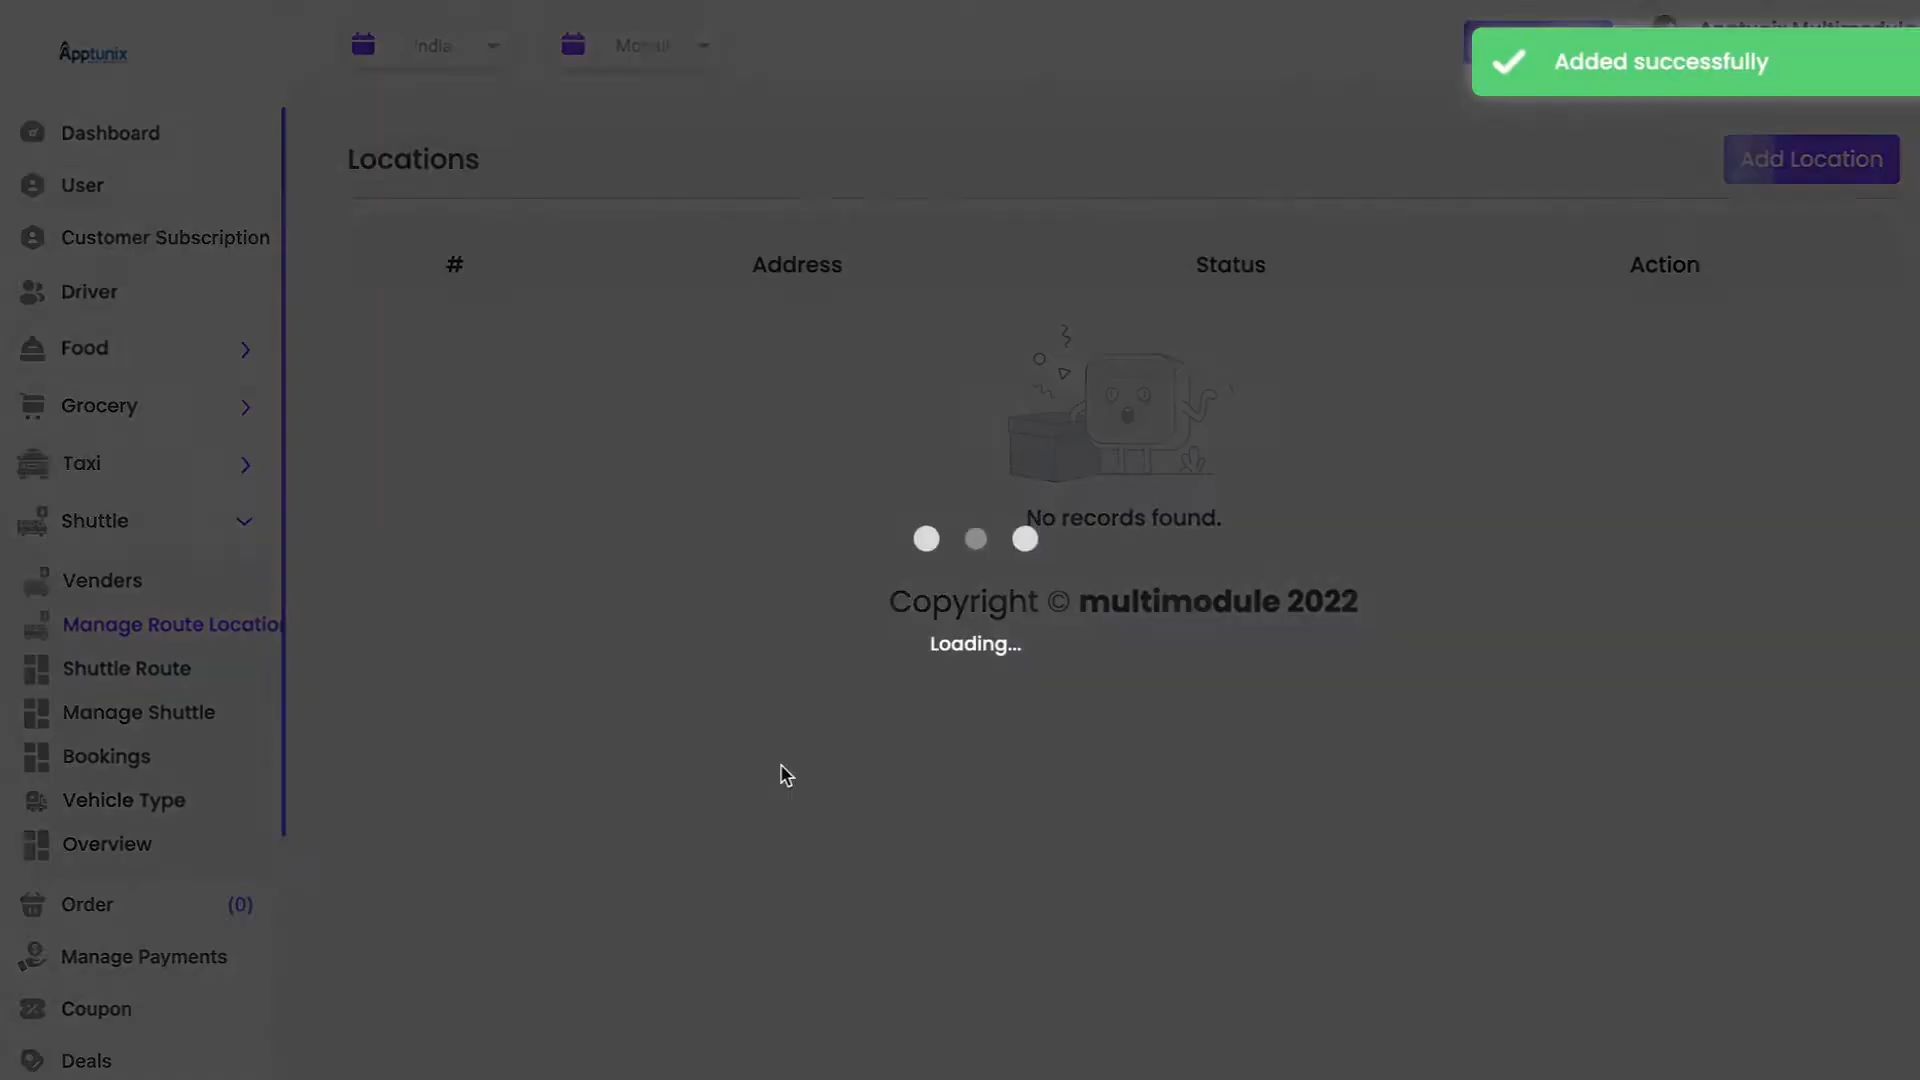 Apptunix
India
Added successfully
Dashboard
User
Customer Subscription
Driver
Food
Grocery
Taxi
Shuttle
Venders
Manage Route Location
Shuttle Route
Manage Shuttle
Bookings
Vehicle Type
Overview
Order (0)
Manage Payments
Coupon
Deals
Locations
Add Location
# Address Status Action
No records found.
Copyright © multimodule 2022
Loading...